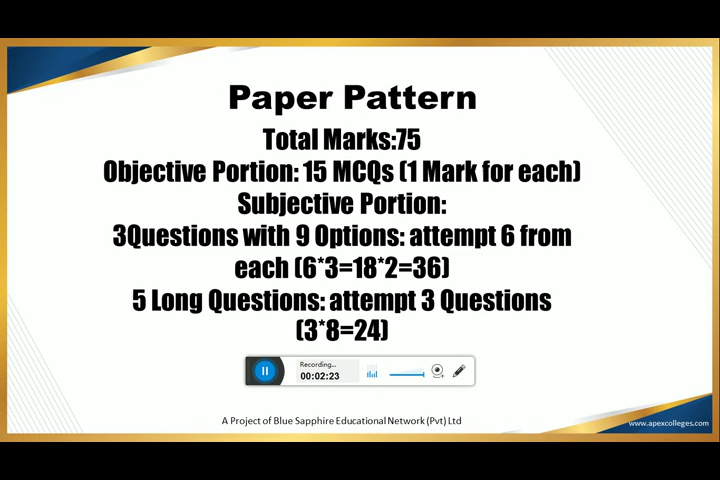 Paper Pattern
Total Marks:75
Objective Portion: 15 MCQs (1 Mark for each)
Subjective Portion:
3Questions with 9 Options: attempt 6 from
each (6*3=18*2=36)
5 Long Questions: attempt 3 Questions
(3*8=24)
Recording...
00:02:23
A Project of Blue Sapphire Educational Network (Pvt) Ltd
www.apexcolleges.com